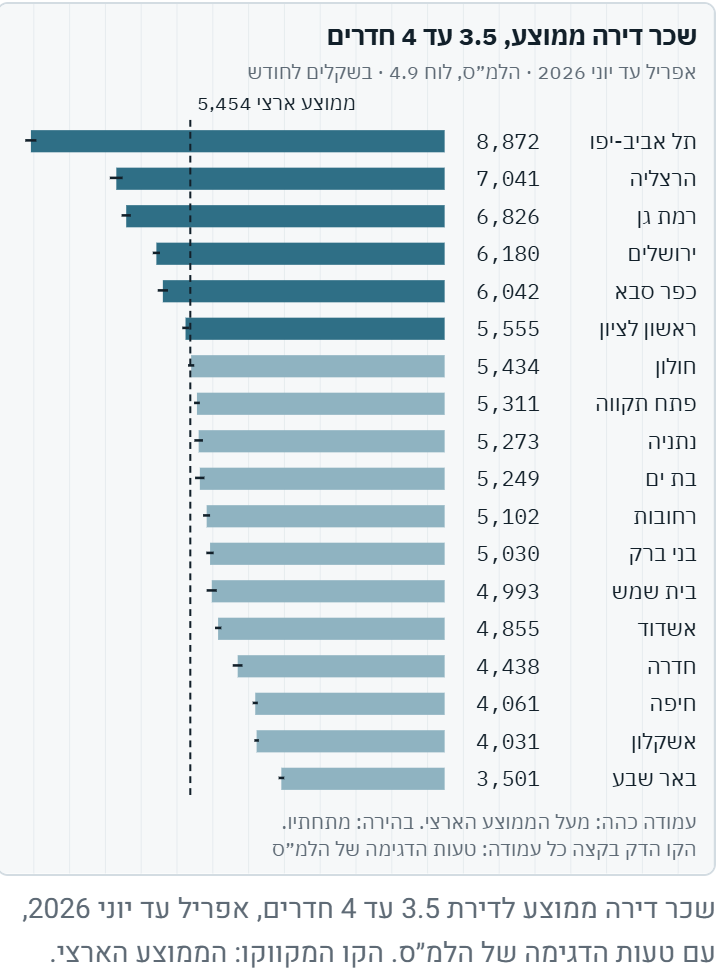 שכר דירה ממוצע, 3.5 עד 4 חדרים
אפריל עד יוני 2026 · הלמ״ס, לוח 4.9 · בשקלים לחודש
ממוצע ארצי 5,454
תל אביב-יפו 8,872
הרצליה 7,041
רמת גן 6,826
ירושלים 6,180
כפר סבא 6,042
ראשון לציון 5,555
חולון 5,434
פתח תקווה 5,311
נתניה 5,273
בת ים 5,249
רחובות 5,102
בני ברק 5,030
בית שמש 4,993
אשדוד 4,855
חדרה 4,438
חיפה 4,061
אשקלון 4,031
באר שבע 3,501
עמודה כהה: מעל הממוצע הארצי. בהירה: מתחתיו.
הקו הדק בקצה כל עמודה: טעות הדגימה של הלמ״ס
שכר דירה ממוצע לדירת 3.5 עד 4 חדרים, אפריל עד יוני 2026,
עם טעות הדגימה של הלמ״ס. הקו המקווקו: הממוצע הארצי.